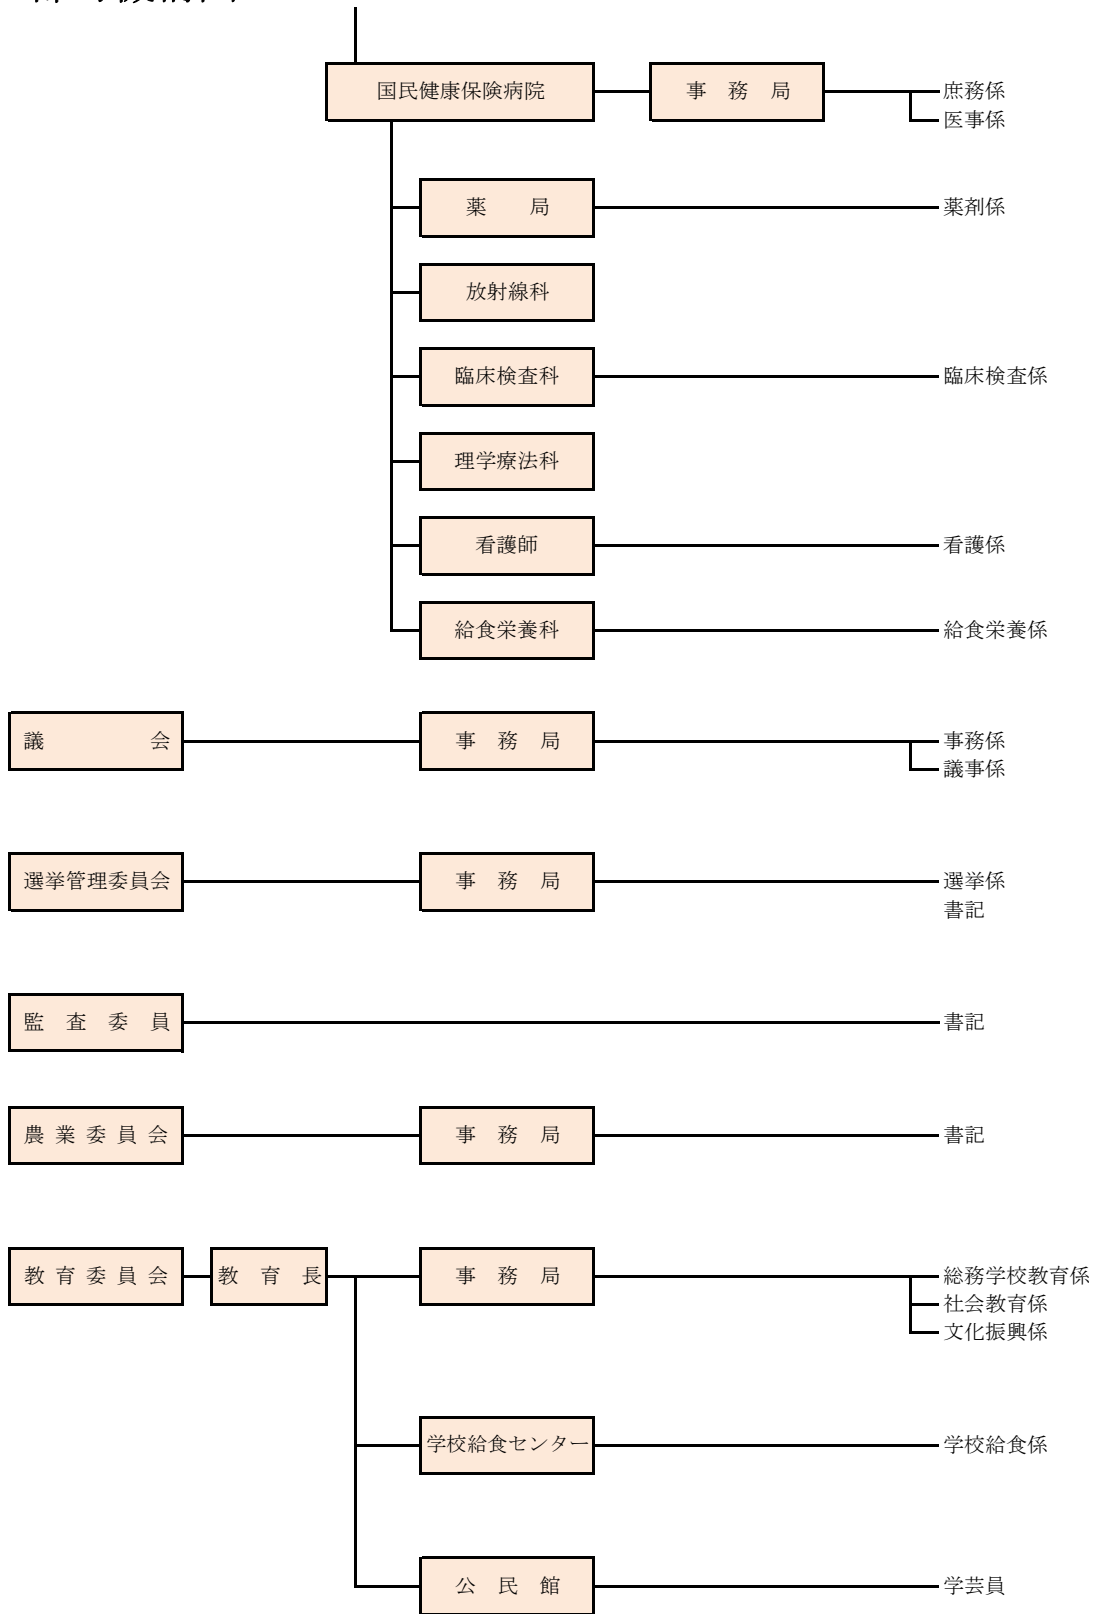 国民健康保険病院 事務局 庶務係
医事係
薬局 薬剤係
放射線科
臨床検査科 臨床検査係
理学療法科
看護師 看護係
給食栄養科 給食栄養係
議会 事務局 事務係
議事係
選挙管理委員会 事務局 選挙係
書記
監査委員 書記
農業委員会 事務局 書記
教育委員会 教育長 事務局 総務学校教育係
社会教育係
文化振興係
学校給食センター 学校給食係
公民館 学芸員